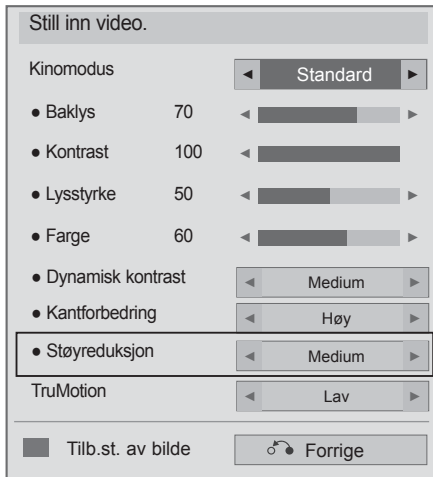 Still inn video.
Kinomodus ◄ Standard ►
● Baklys 70
● Kontrast 100
● Lysstyrke 50
● Farge 60
● Dynamisk kontrast ◄ Medium ►
● Kantforbedring ◄ Høy ►
● Støyreduksjon ◄ Medium ►
TruMotion ◄ Lav ►
Tilb.st. av bilde Forrige